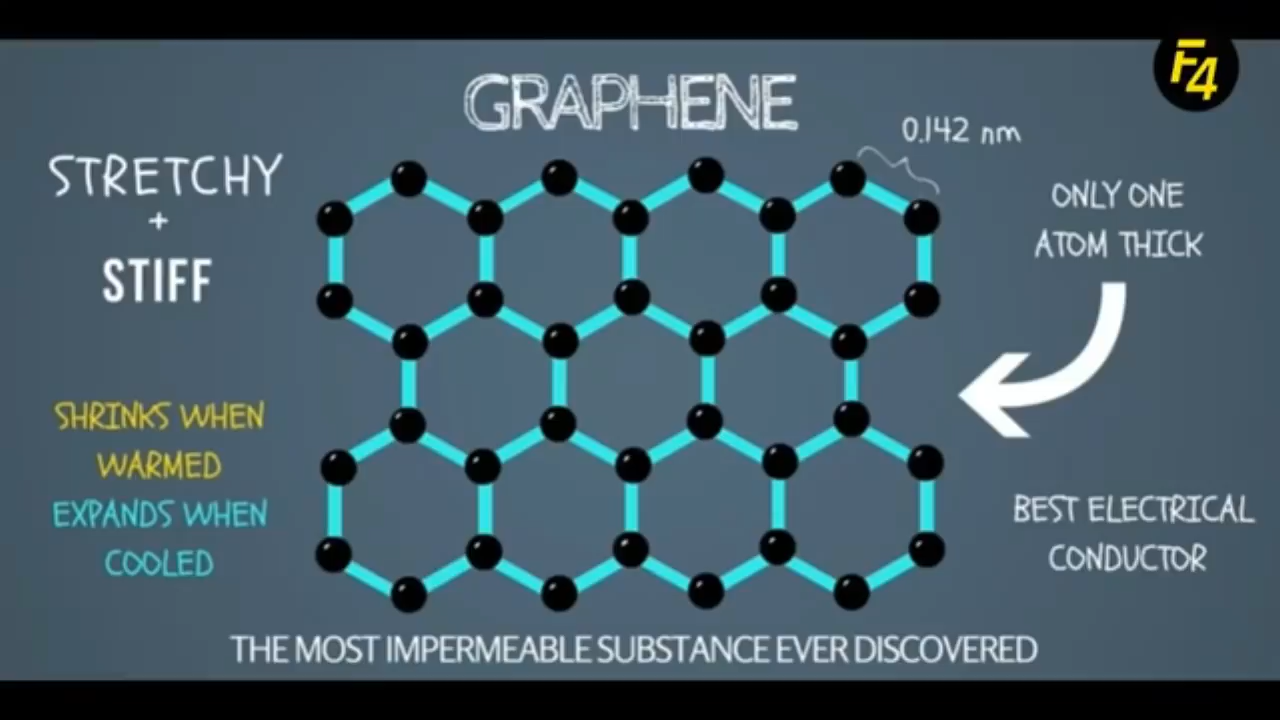 F4
GRAPHENE
0.142 nm
STRETCHY
+
STIFF
ONLY ONE
ATOM THICK
SHRINKS WHEN
WARMED
EXPANDS WHEN
COOLED
BEST ELECTRICAL
CONDUCTOR
THE MOST IMPERMEABLE SUBSTANCE EVER DISCOVERED